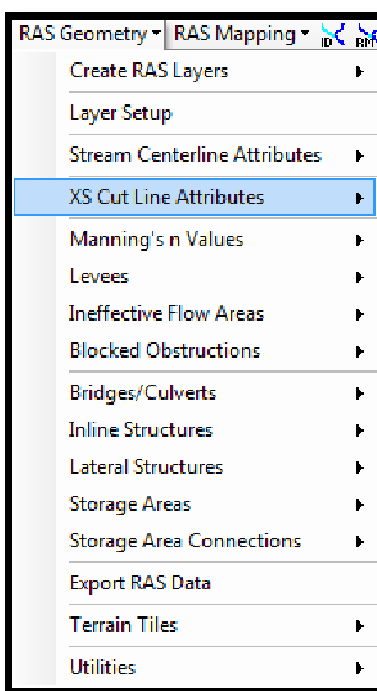 RAS Geometry RAS Mapping ID RM
Create RAS Layers
Layer Setup
Stream Centerline Attributes
XS Cut Line Attributes
Manning's n Values
Levees
Ineffective Flow Areas
Blocked Obstructions
Bridges/Culverts
Inline Structures
Lateral Structures
Storage Areas
Storage Area Connections
Export RAS Data
Terrain Tiles
Utilities